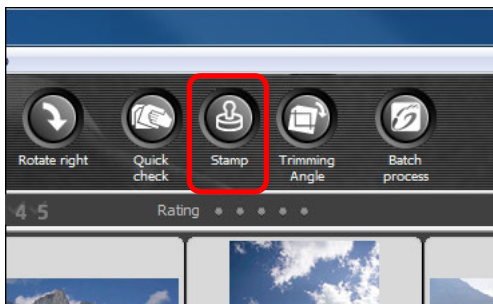 Rotate right
Quick
check
Stamp
Trimming
Angle
Batch
process
4 5
Rating